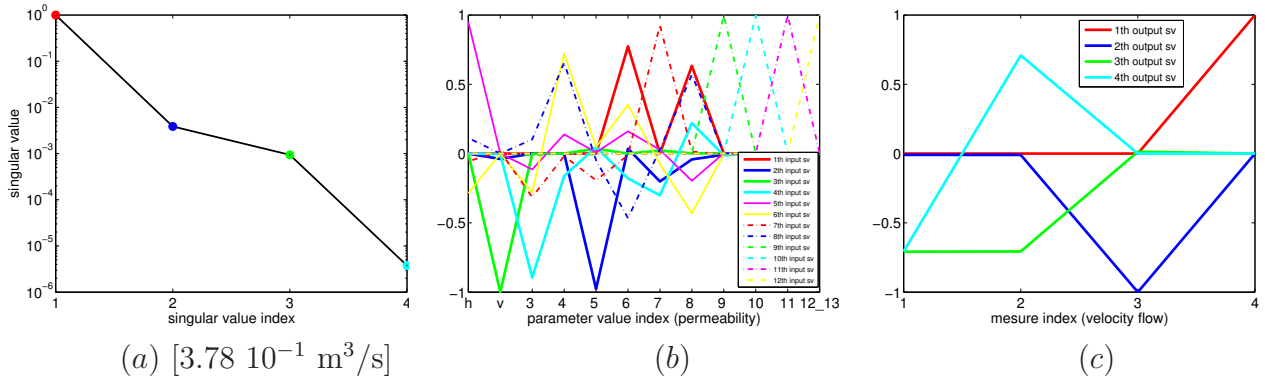 10^0
10^{-1}
10^{-2}
10^{-3}
10^{-4}
10^{-5}
10^{-6}
singular value
1 2 3 4
singular value index
(a) [3.78 10^{-1} m^3/s]
1
0.5
0
−0.5
−1
h v 3 4 5 6 7 8 9 10 11 12_13
parameter value index (permeability)
1th input sv
2th input sv
3th input sv
4th input sv
5th input sv
6th input sv
7th input sv
8th input sv
9th input sv
10th input sv
11th input sv
12th input sv
(b)
1
0.5
0
−0.5
−1
1 2 3 4
mesure index (velocity flow)
1th output sv
2th output sv
3th output sv
4th output sv
(c)